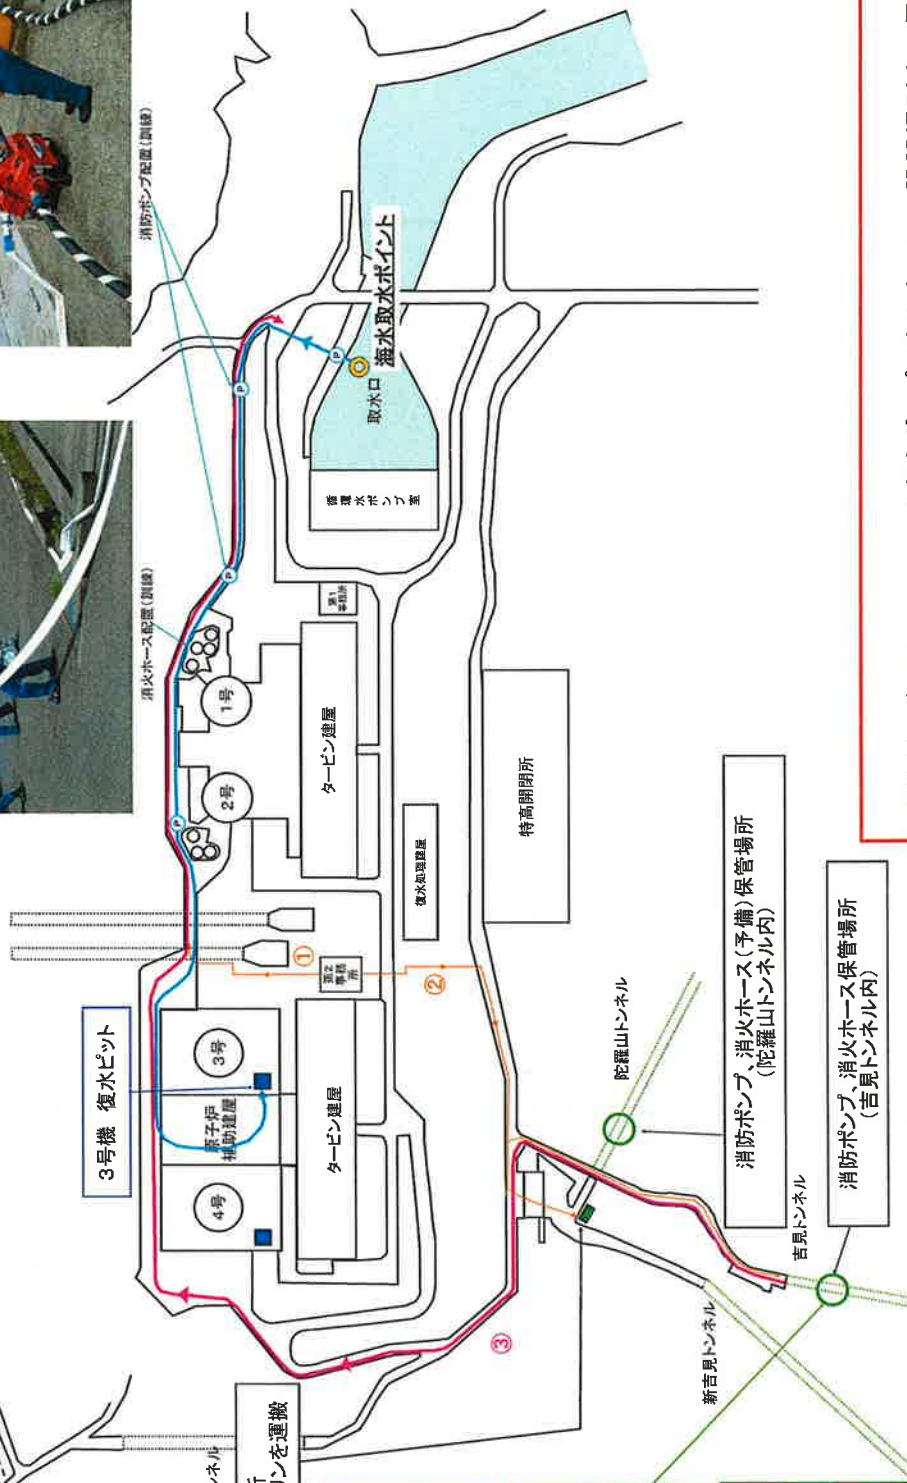 消防ポンプ配置(訓練)
消火ホース配置(訓練)
P
P
P
P
海水取水ポイント
取水口
循環水ポンプ室
第1
事務所
1号
2号
タービン建屋
特高開閉所
復水処理建屋
①
第2
事務
所
②
3号機 復水ピット
3号
原子炉
補助建屋
4号
タービン建屋
陀羅山トンネル
消防ポンプ、消火ホース(予備)保管場所
(陀羅山トンネル内)
消防ポンプ、消火ホース保管場所
(吉見トンネル内)
吉見トンネル
新吉見トンネル
③
ンを運搬
ネル